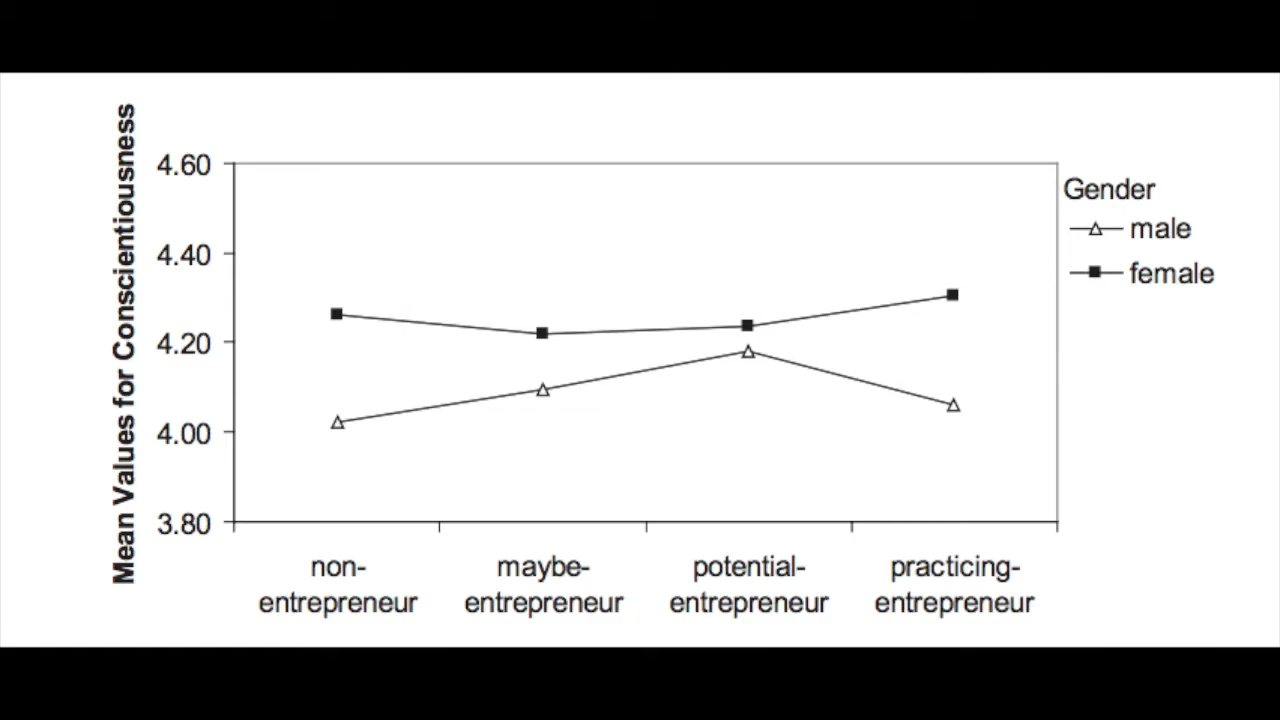 Mean Values for Conscientiousness
4.60
4.40
4.20
4.00
3.80
non-
entrepreneur
maybe-
entrepreneur
potential-
entrepreneur
practicing-
entrepreneur
Gender
male
female